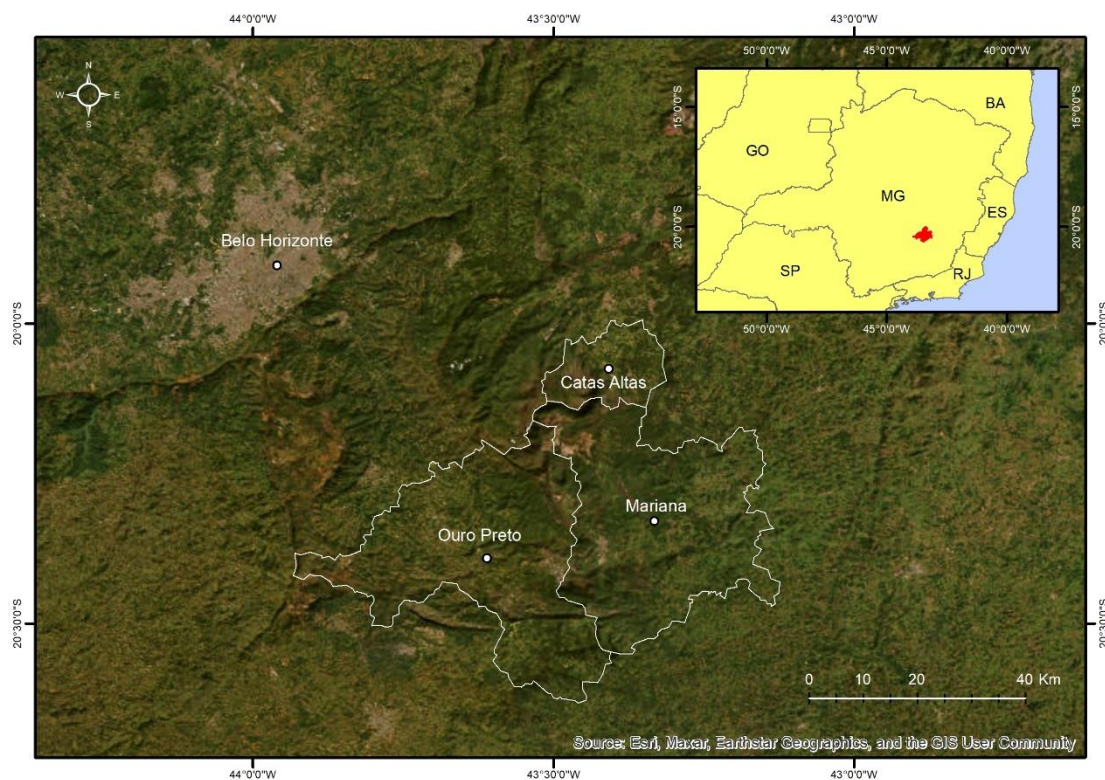 44°0'0"W
43°30'0"W
43°0'0"W
N
W E
S
50°0'0"W
45°0'0"W
40°0'0"W
15°0'0"S
15°0'0"S
BA
GO
MG
ES
20°0'0"S
20°0'0"S
SP
RJ
50°0'0"W
45°0'0"W
40°0'0"W
Belo Horizonte
20°0'0"S
20°0'0"S
Catas Altas
Mariana
Ouro Preto
20°30'0"S
20°30'0"S
0 10 20 40 Km
Source: Esri, Maxar, Earthstar Geographics, and the GIS User Community
44°0'0"W
43°30'0"W
43°0'0"W